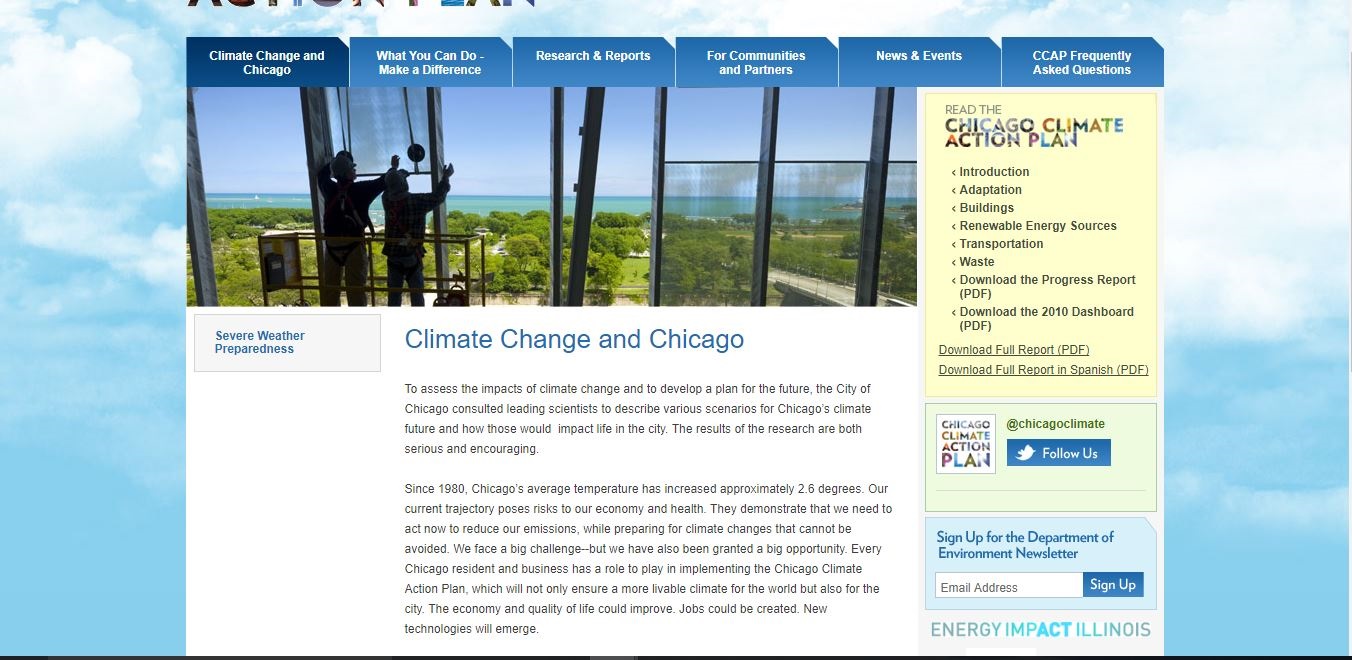 ACTION PLAN
Climate Change and
Chicago
What You Can Do -
Make a Difference
Research & Reports
For Communities
and Partners
News & Events
CCAP Frequently
Asked Questions
Severe Weather
Preparedness
Climate Change and Chicago
To assess the impacts of climate change and to develop a plan for the future, the City of
Chicago consulted leading scientists to describe various scenarios for Chicago’s climate
future and how those would  impact life in the city. The results of the research are both
serious and encouraging.
Since 1980, Chicago’s average temperature has increased approximately 2.6 degrees. Our
current trajectory poses risks to our economy and health. They demonstrate that we need to
act now to reduce our emissions, while preparing for climate changes that cannot be
avoided. We face a big challenge--but we have also been granted a big opportunity. Every
Chicago resident and business has a role to play in implementing the Chicago Climate
Action Plan, which will not only ensure a more livable climate for the world but also for the
city. The economy and quality of life could improve. Jobs could be created. New
technologies will emerge.
READ THE
CHICAGO CLIMATE
ACTION PLAN
‹ Introduction
‹ Adaptation
‹ Buildings
‹ Renewable Energy Sources
‹ Transportation
‹ Waste
‹ Download the Progress Report
(PDF)
‹ Download the 2010 Dashboard
(PDF)
Download Full Report (PDF)
Download Full Report in Spanish (PDF)
CHICAGO
CLIMATE
ACTION
PLAN
@chicagoclimate
Follow Us
Sign Up for the Department of
Environment Newsletter
Email Address
Sign Up
ENERGY IMPACT ILLINOIS